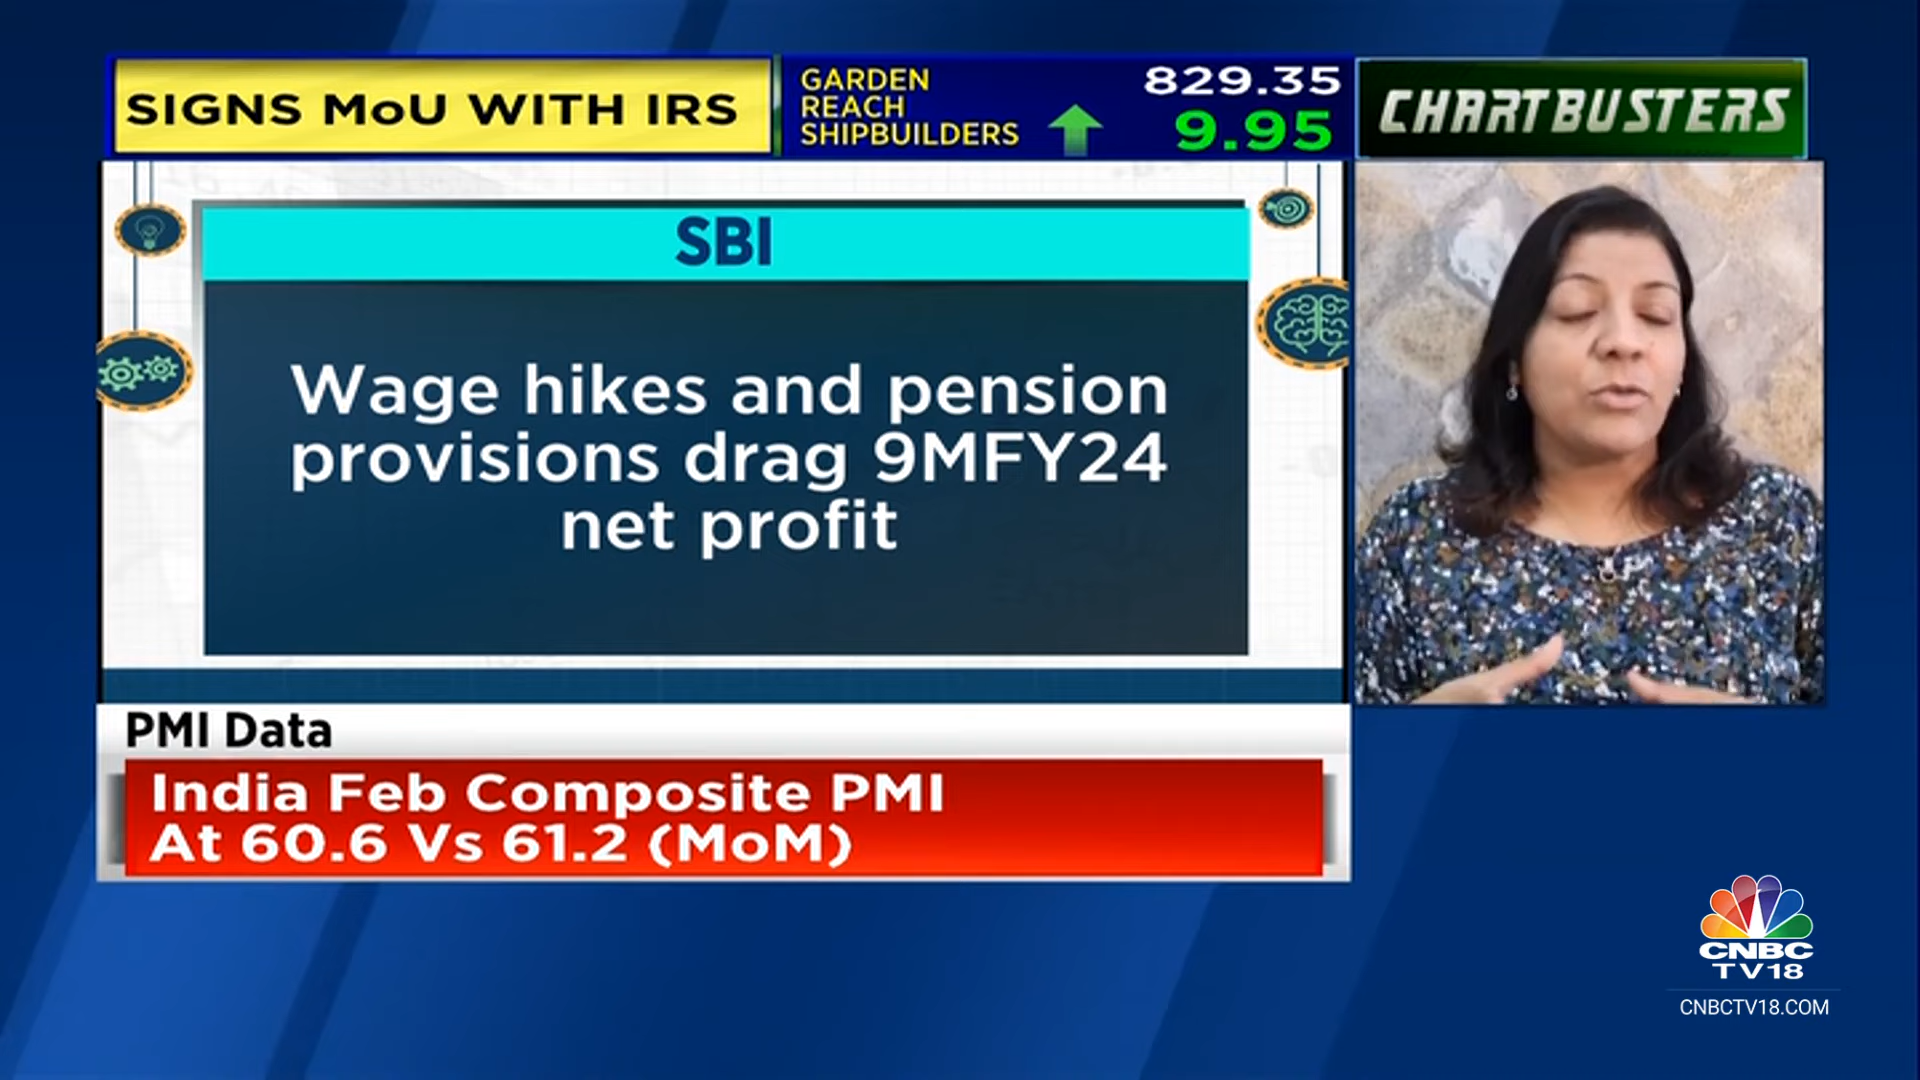 SIGNS MoU WITH IRS
GARDEN
REACH
SHIPBUILDERS
829.35
9.95
CHARTBUSTERS
SBI
Wage hikes and pension
provisions drag 9MFY24
net profit
PMI Data
India Feb Composite PMI
At 60.6 Vs 61.2 (MoM)
CNBC
TV18
CNBCTV18.COM